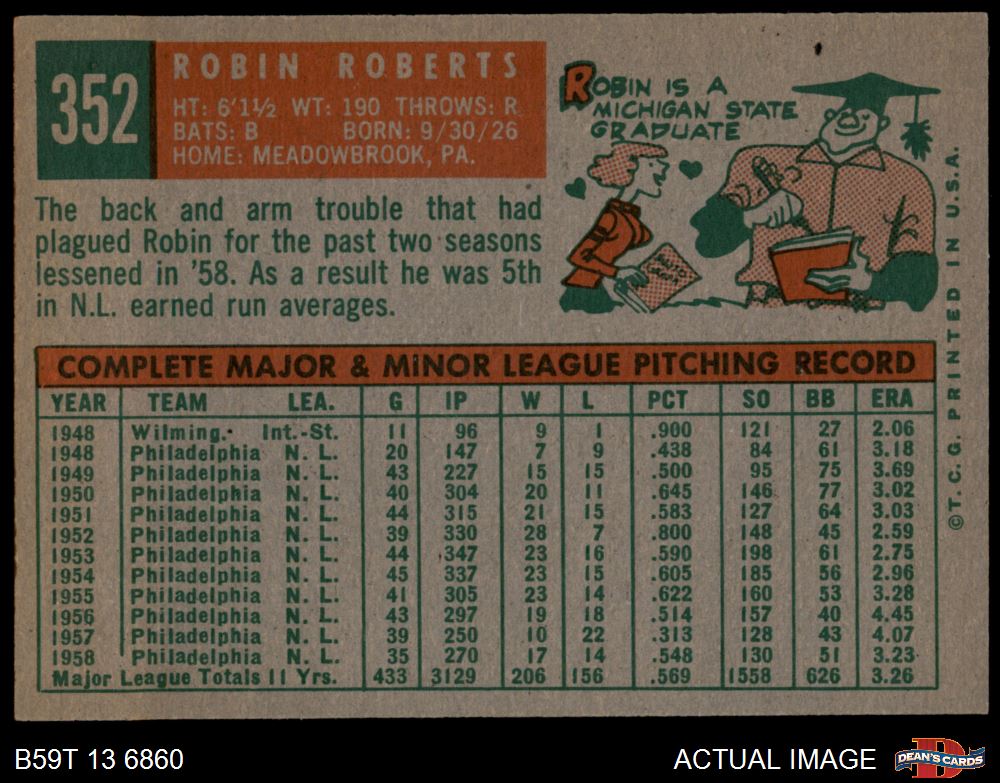 352
ROBIN ROBERTS
HT: 6'1½ WT: 190 THROWS: R
BATS: B BORN: 9/30/26
HOME: MEADOWBROOK, PA.
ROBIN IS A
MICHIGAN STATE
GRADUATE
The back and arm trouble that had
plagued Robin for the past two seasons
lessened in '58. As a result he was 5th
in N.L. earned run averages.
COMPLETE MAJOR & MINOR LEAGUE PITCHING RECORD
YEAR TEAM LEA. G IP W L PCT SO BB ERA
1948 Wilming. Int.-St. 11 96 9 1 .900 121 27 2.06
1948 Philadelphia N. L. 20 147 7 9 .438 84 61 3.18
1949 Philadelphia N. L. 43 227 15 15 .500 95 75 3.69
1950 Philadelphia N. L. 40 304 20 11 .645 146 77 3.02
1951 Philadelphia N. L. 44 315 21 15 .583 127 64 3.03
1952 Philadelphia N. L. 39 330 28 7 .800 148 45 2.59
1953 Philadelphia N. L. 44 347 23 16 .590 198 61 2.75
1954 Philadelphia N. L. 45 337 23 15 .605 185 56 2.96
1955 Philadelphia N. L. 41 305 23 14 .622 160 53 3.28
1956 Philadelphia N. L. 43 297 19 18 .514 157 40 4.45
1957 Philadelphia N. L. 39 250 10 22 .313 128 43 4.07
1958 Philadelphia N. L. 35 270 17 14 .548 130 51 3.23
Major League Totals 11 Yrs. 433 3129 206 156 .569 1558 626 3.26
©T. C. G. PRINTED IN U.S.A.
B59T 13 6860
ACTUAL IMAGE
D
DEAN'S CARDS